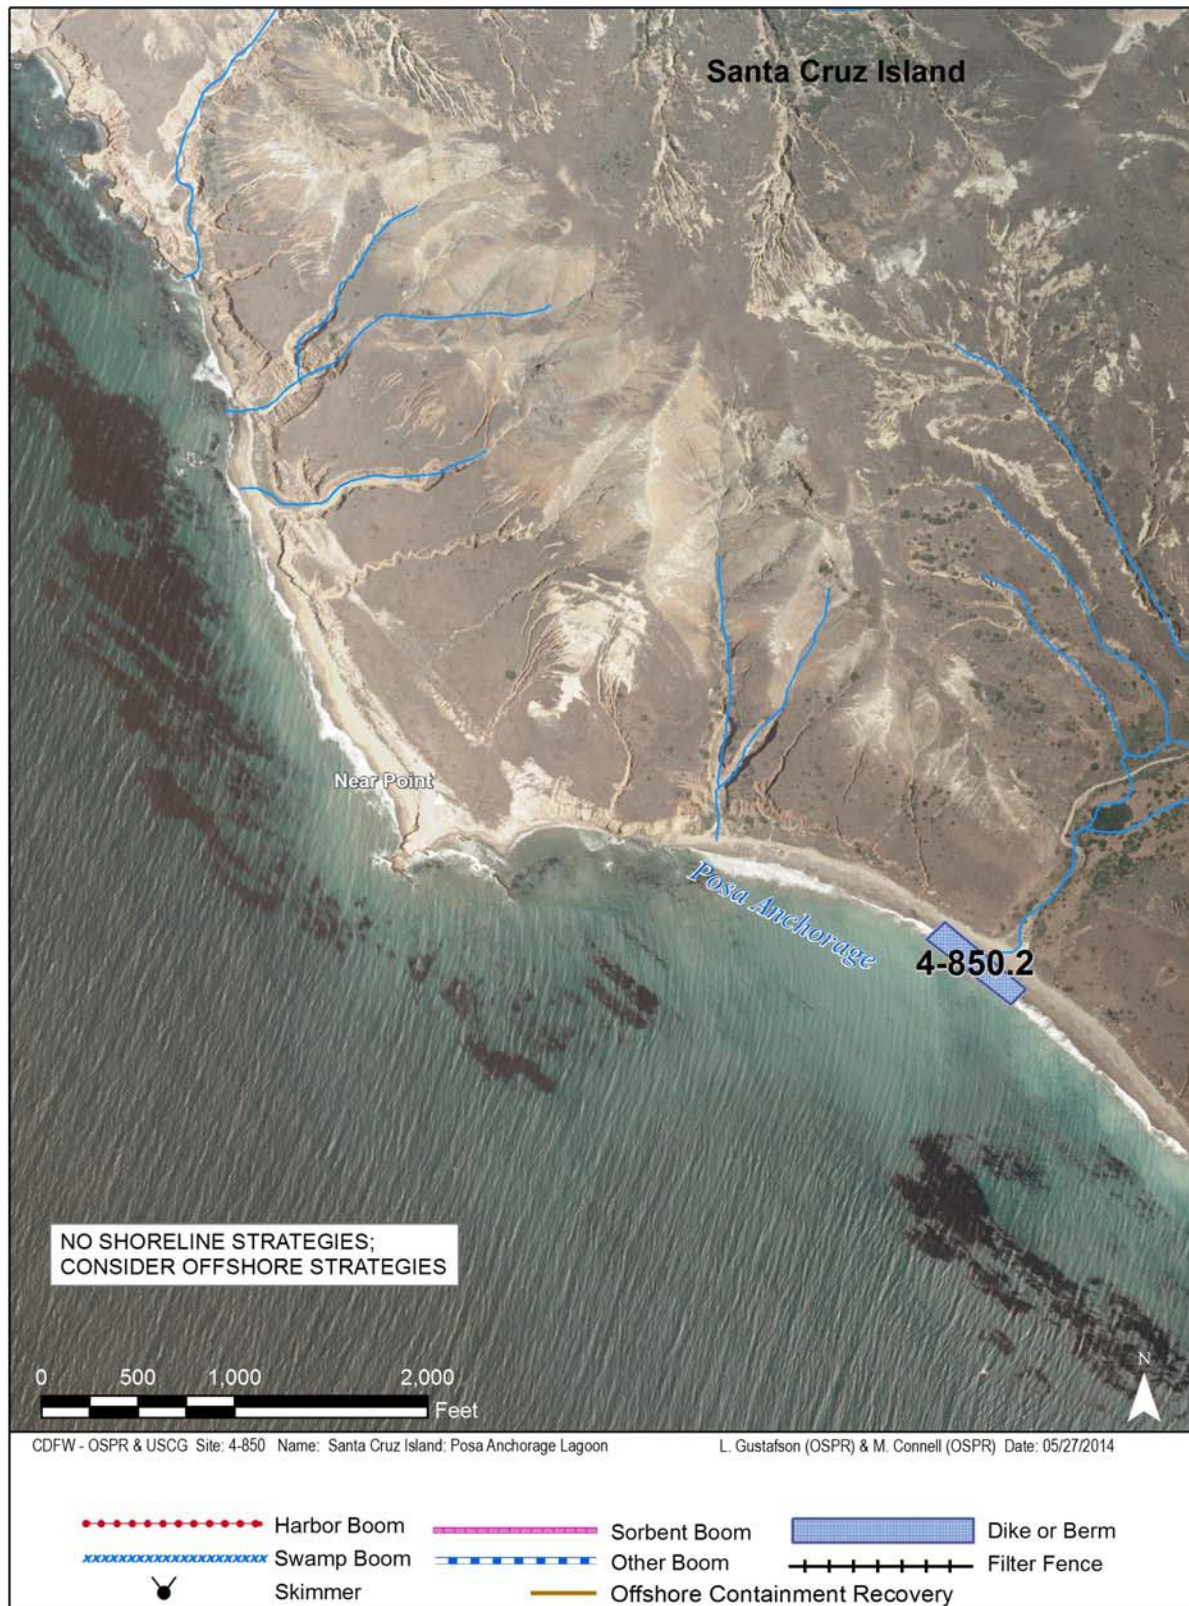 Santa Cruz Island
Near Point
Posa Anchorage
4-850.2
NO SHORELINE STRATEGIES;
CONSIDER OFFSHORE STRATEGIES
0 500 1,000 2,000
Feet
N
CDFW - OSPR & USCG Site: 4-850 Name: Santa Cruz Island: Posa Anchorage Lagoon L. Gustafson (OSPR) & M. Connell (OSPR) Date: 05/27/2014
Harbor Boom Sorbent Boom Dike or Berm
Swamp Boom Other Boom Filter Fence
Skimmer Offshore Containment Recovery